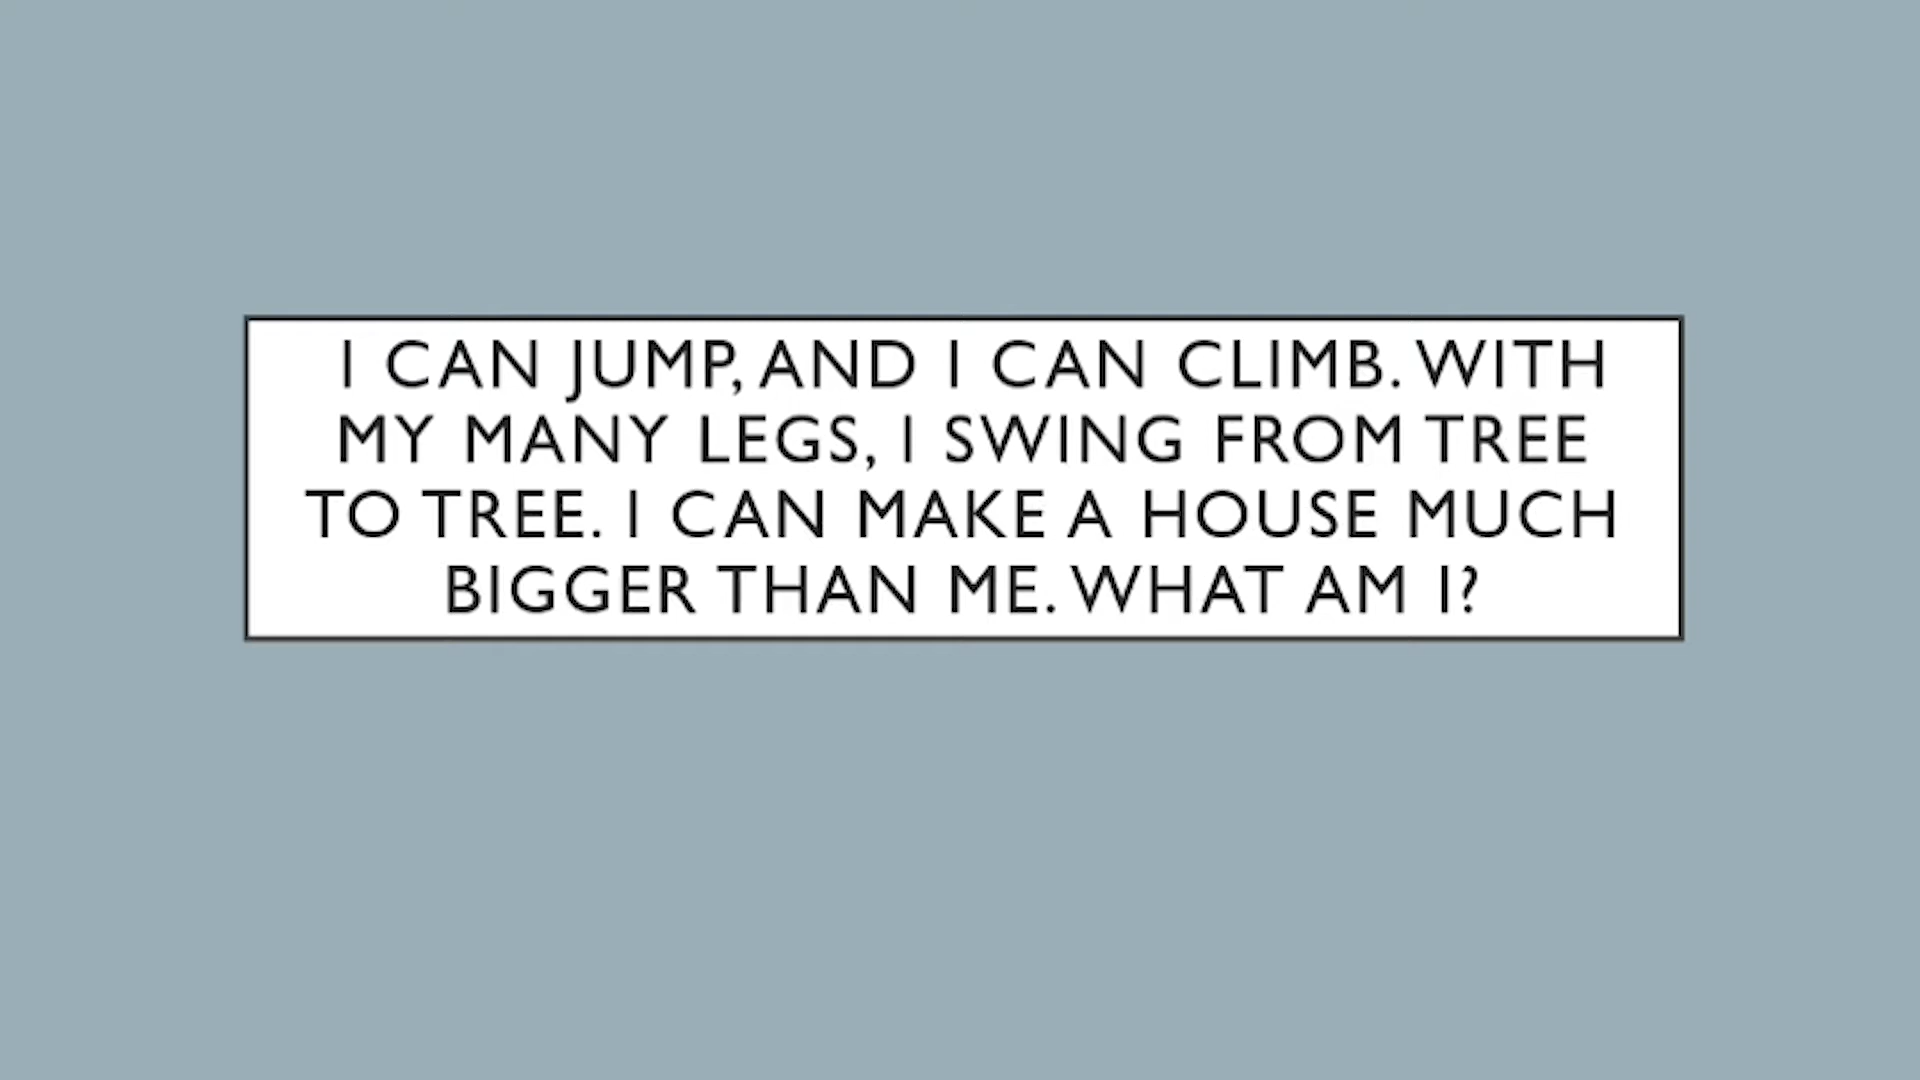 I CAN JUMP, AND I CAN CLIMB. WITH
MY MANY LEGS, I SWING FROM TREE
TO TREE. I CAN MAKE A HOUSE MUCH
BIGGER THAN ME. WHAT AM I?